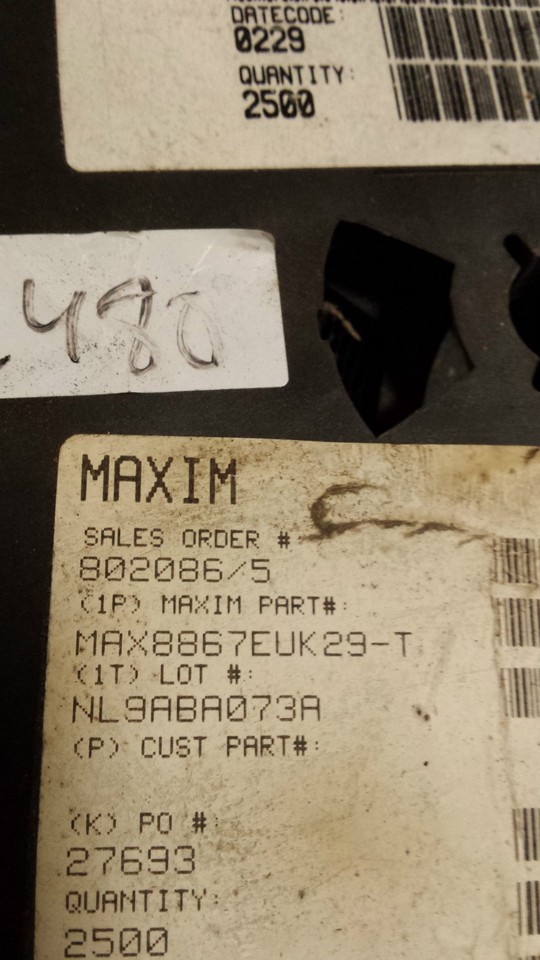 DATECODE:
0229
QUANTITY:
2500
480
MAXIM
SALES ORDER #
802086/5
(1P) MAXIM PART#:
MAX8867EUK29-T
(1T) LOT #:
NL9ABA073A
(P) CUST PART#:
(K) PO #:
27693
QUANTITY:
2500